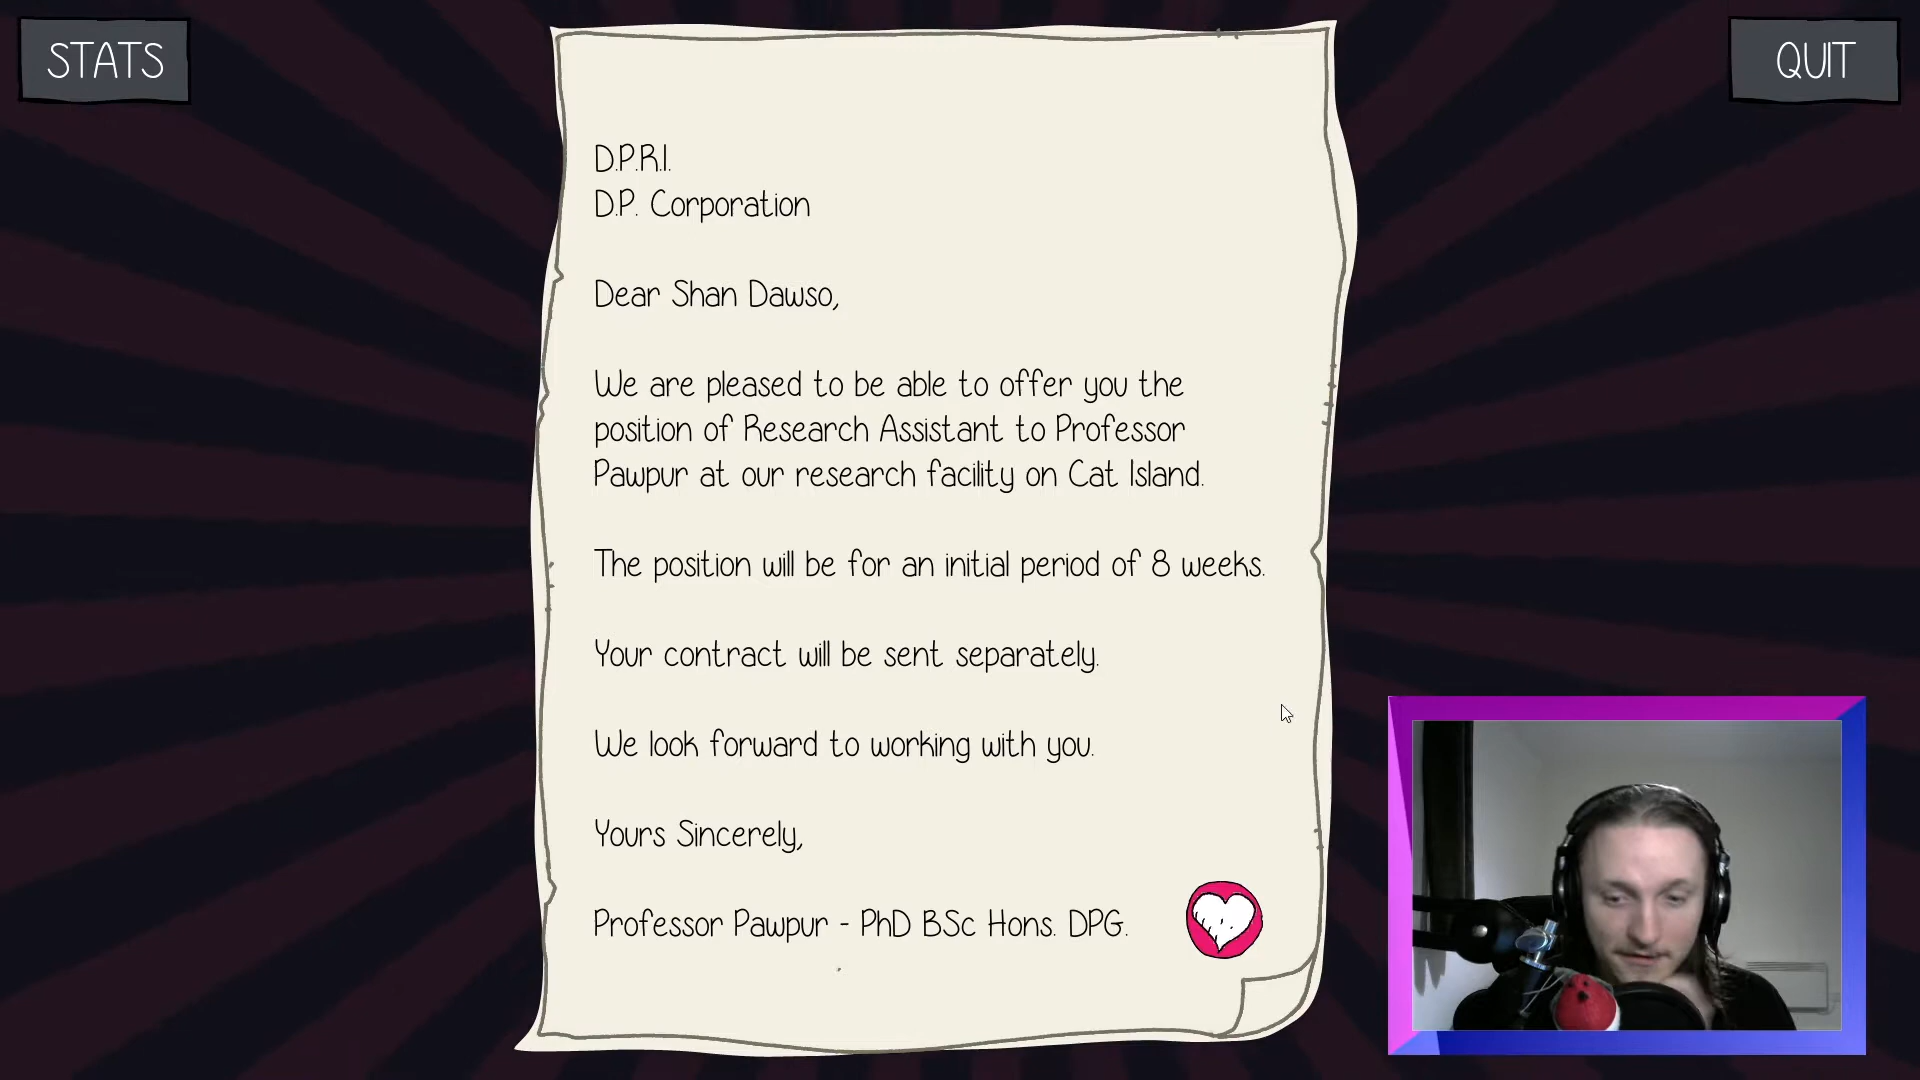 STATS
QUIT
D.P.R.I.
D.P. Corporation
Dear Shan Dawso,
We are pleased to be able to offer you the
position of Research Assistant to Professor
Pawpur at our research facility on Cat Island.
The position will be for an initial period of 8 weeks.
Your contract will be sent separately.
We look forward to working with you.
Yours Sincerely,
Professor Pawpur - PhD BSc Hons. DPG.